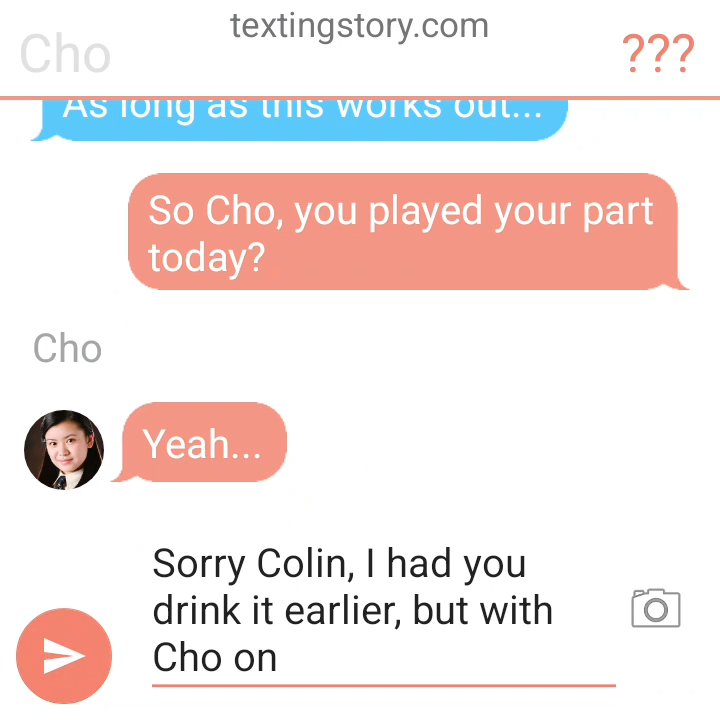 textingstory.com
Cho
???
As long as this works out...
So Cho, you played your part
today?
Cho
Yeah...
Sorry Colin, I had you
drink it earlier, but with
Cho on